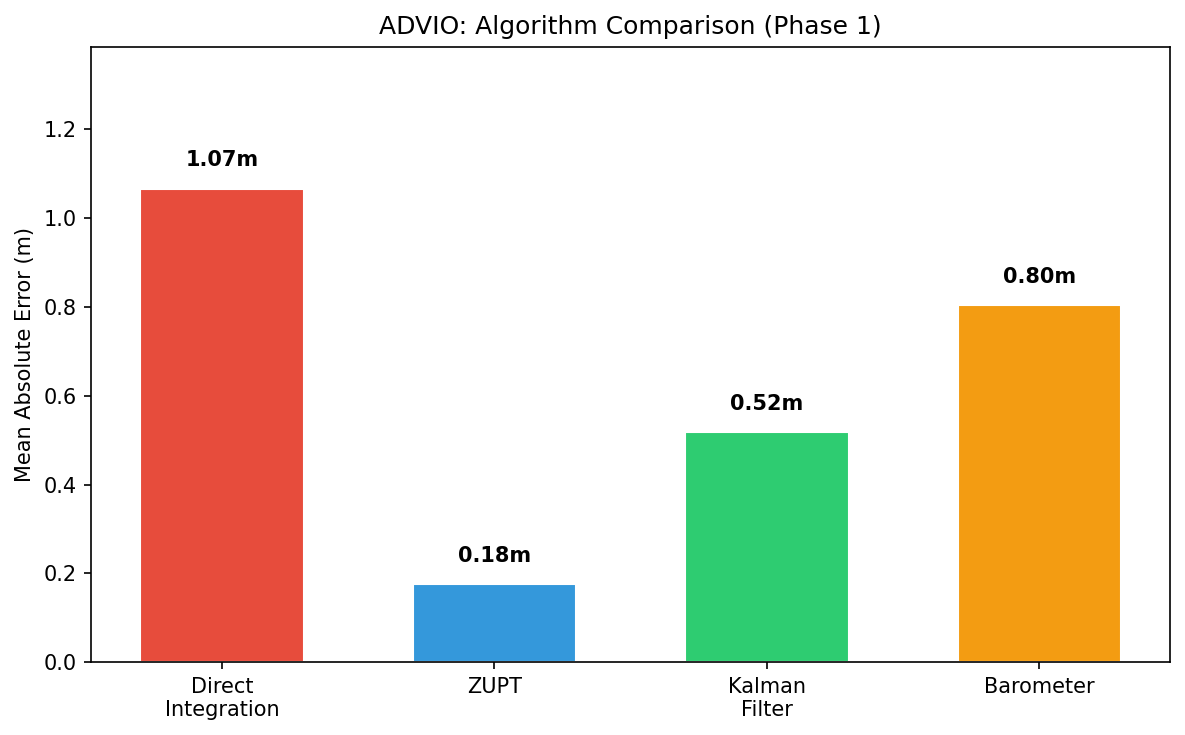 ADVIO: Algorithm Comparison (Phase 1)
Mean Absolute Error (m)
1.2
1.0
0.8
0.6
0.4
0.2
0.0
1.07m
0.18m
0.52m
0.80m
Direct
Integration
ZUPT
Kalman
Filter
Barometer